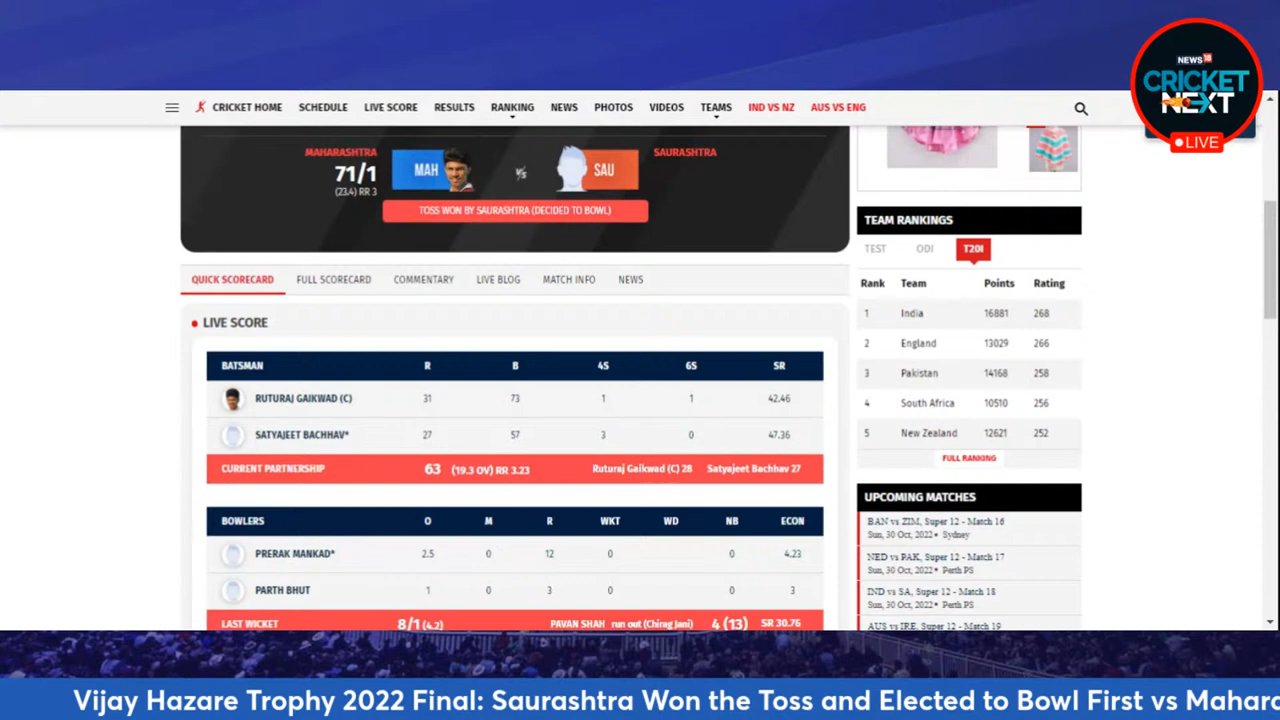 NEWS18
CRICKET
NEXT
LIVE
CRICKET HOME SCHEDULE LIVE SCORE RESULTS RANKING NEWS PHOTOS VIDEOS TEAMS IND VS NZ AUS VS ENG
MAHARASHTRA
71/1
(23.4) RR 3
MAH
VS
SAU
SAURASHTRA
TOSS WON BY SAURASHTRA (DECIDED TO BOWL)
QUICK SCORECARD FULL SCORECARD COMMENTARY LIVE BLOG MATCH INFO NEWS
LIVE SCORE
BATSMAN R B 4S 6S SR
RUTURAJ GAIKWAD (C) 31 73 1 1 42.46
SATYAJEET BACHHAV* 27 57 3 0 47.36
CURRENT PARTNERSHIP 63 (19.3 OV) RR 3.23 Ruturaj Gaikwad (C) 28 Satyajeet Bachhav 27
BOWLERS O M R WKT WD NB ECON
PRERAK MANKAD* 2.5 0 12 0 0 4.23
PARTH BHUT 1 0 3 0 0 3
LAST WICKET 8/1 (4.2) PAVAN SHAH run out (Chirag Jani) 4 (13) SR 30.76
TEAM RANKINGS
TEST ODI T20I
Rank Team Points Rating
1 India 16881 268
2 England 13029 266
3 Pakistan 14168 258
4 South Africa 10510 256
5 New Zealand 12621 252
FULL RANKING
UPCOMING MATCHES
BAN vs ZIM, Super 12 - Match 16
Sun, 30 Oct, 2022• Sydney
NED vs PAK, Super 12 - Match 17
Sun, 30 Oct, 2022• Perth PS
IND vs SA, Super 12 - Match 18
Sun, 30 Oct, 2022• Perth PS
AUS vs IRE, Super 12 - Match 19
Vijay Hazare Trophy 2022 Final: Saurashtra Won the Toss and Elected to Bowl First vs Mahara